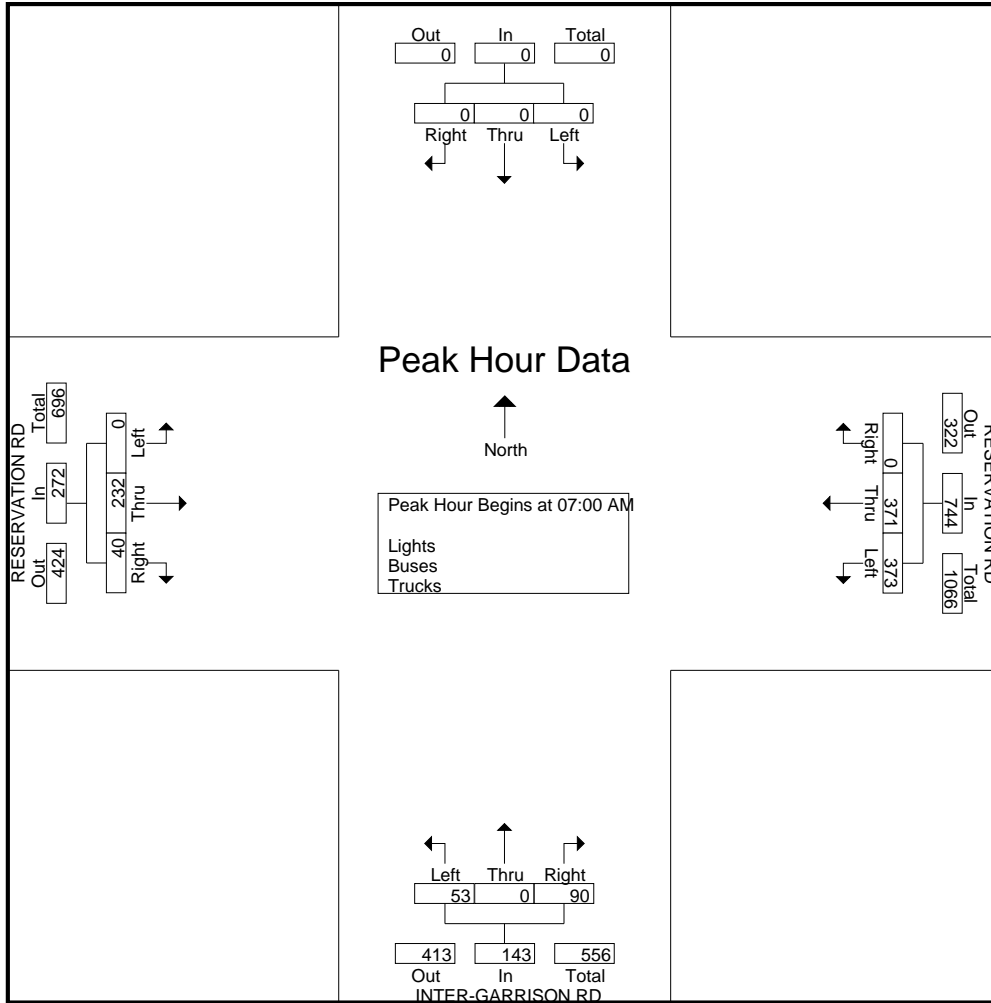 Out In Total
0 0 0
0 0 0
Right Thru Left
Peak Hour Data
North
Peak Hour Begins at 07:00 AM
Lights
Buses
Trucks
RESERVATION RD
Total In Out
696 272 424
0 232 40
Left Thru Right
RESERVATION RD
Out In Total
322 744 1066
0 371 373
Right Thru Left
Left Thru Right
53 0 90
413 143 556
Out In Total
INTER-GARRISON RD